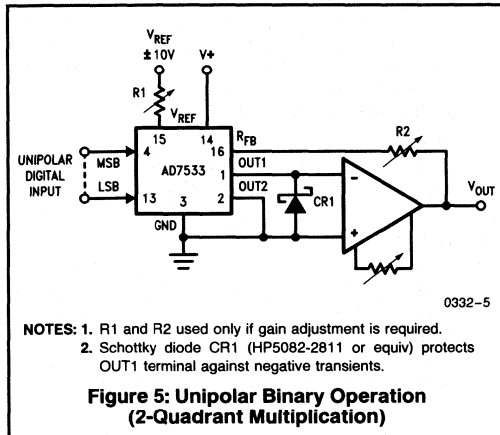 VREF
±10V
V+
R1
VREF
RFB
R2
15
14
16
UNIPOLAR
DIGITAL
INPUT
MSB
4
AD7533
OUT1
1
LSB
13
OUT2
2
3
GND
CR1
−
+
VOUT
0332-5
NOTES: 1. R1 and R2 used only if gain adjustment is required.
2. Schottky diode CR1 (HP5082-2811 or equiv) protects
OUT1 terminal against negative transients.
Figure 5: Unipolar Binary Operation
(2-Quadrant Multiplication)